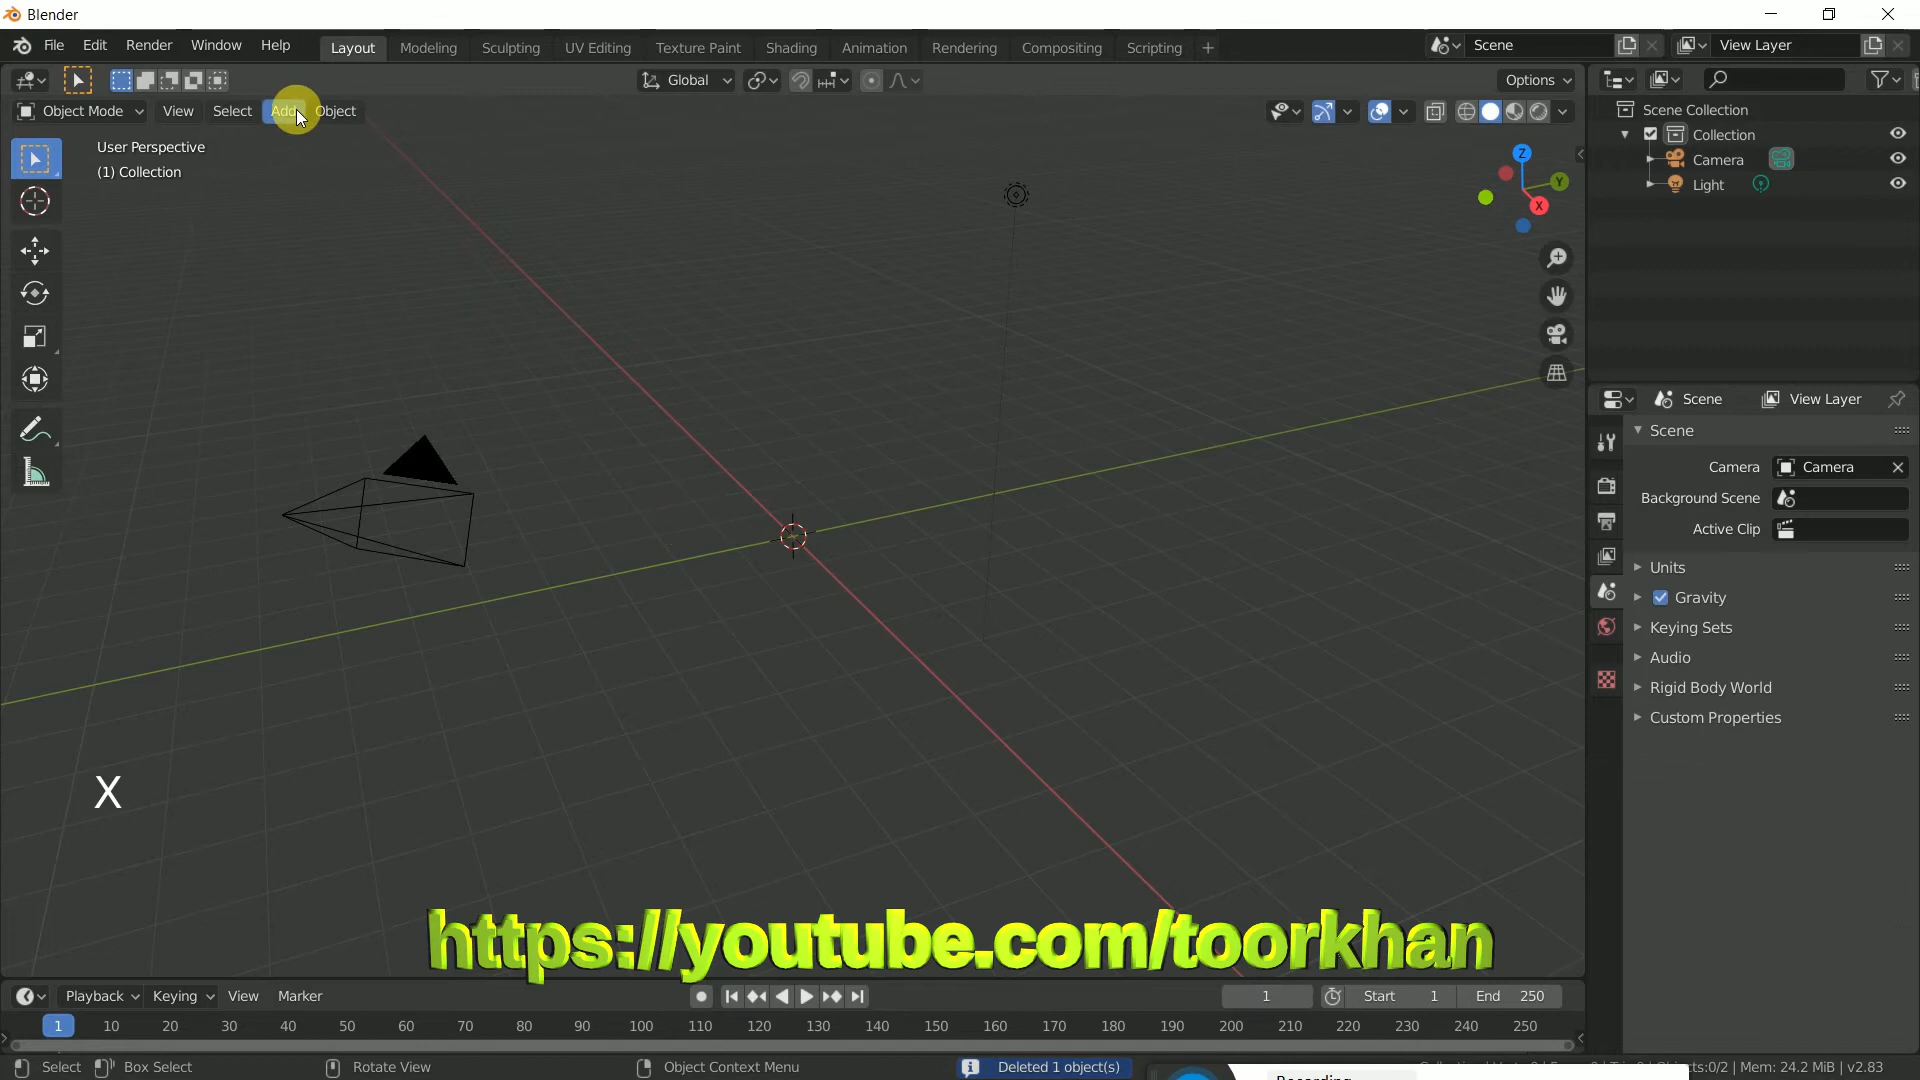 Blender
File Edit Render Window Help Layout Modeling Sculpting UV Editing Texture Paint Shading Animation Rendering Compositing Scripting + Scene View Layer
Global Options
Object Mode View Select Add Object
User Perspective
(1) Collection
Z
Y
X
Scene Collection
Collection
Camera
Light
Scene View Layer
Scene
Camera Camera
Background Scene
Active Clip
Units
Gravity
Keying Sets
Audio
Rigid Body World
Custom Properties
X
https://youtube.com/toorkhan
Playback Keying View Marker 1 Start 1 End 250
1 10 20 30 40 50 60 70 80 90 100 110 120 130 140 150 160 170 180 190 200 210 220 230 240 250
Select Box Select Rotate View Object Context Menu Deleted 1 object(s) Objects:0/2 | Mem: 24.2 MiB | v2.83